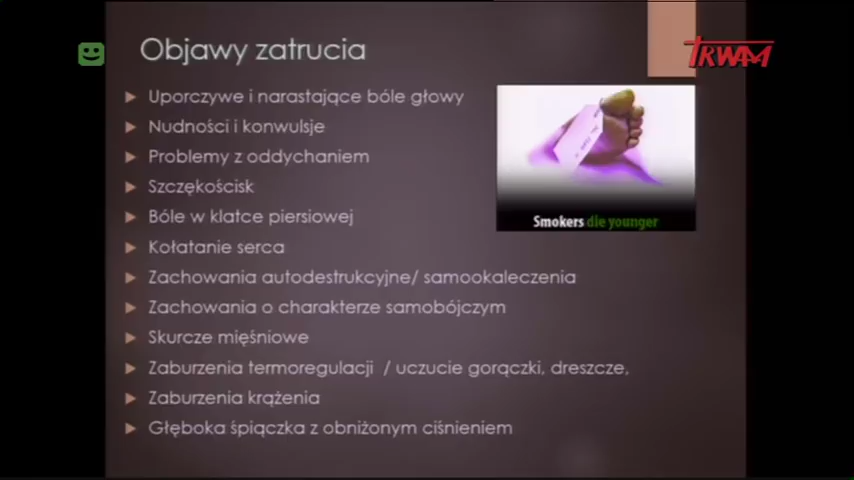 Objawy zatrucia
TRWAM
Uporczywe i narastające bóle głowy
Nudności i konwulsje
Problemy z oddychaniem
Szczękościsk
Bóle w klatce piersiowej
Kołatanie serca
Zachowania autodestrukcyjne/ samookaleczenia
Zachowania o charakterze samobójczym
Skurcze mięśniowe
Zaburzenia termoregulacji / uczucie gorączki, dreszcze,
Zaburzenia krążenia
Głęboka śpiączka z obniżonym ciśnieniem
Smokers die younger